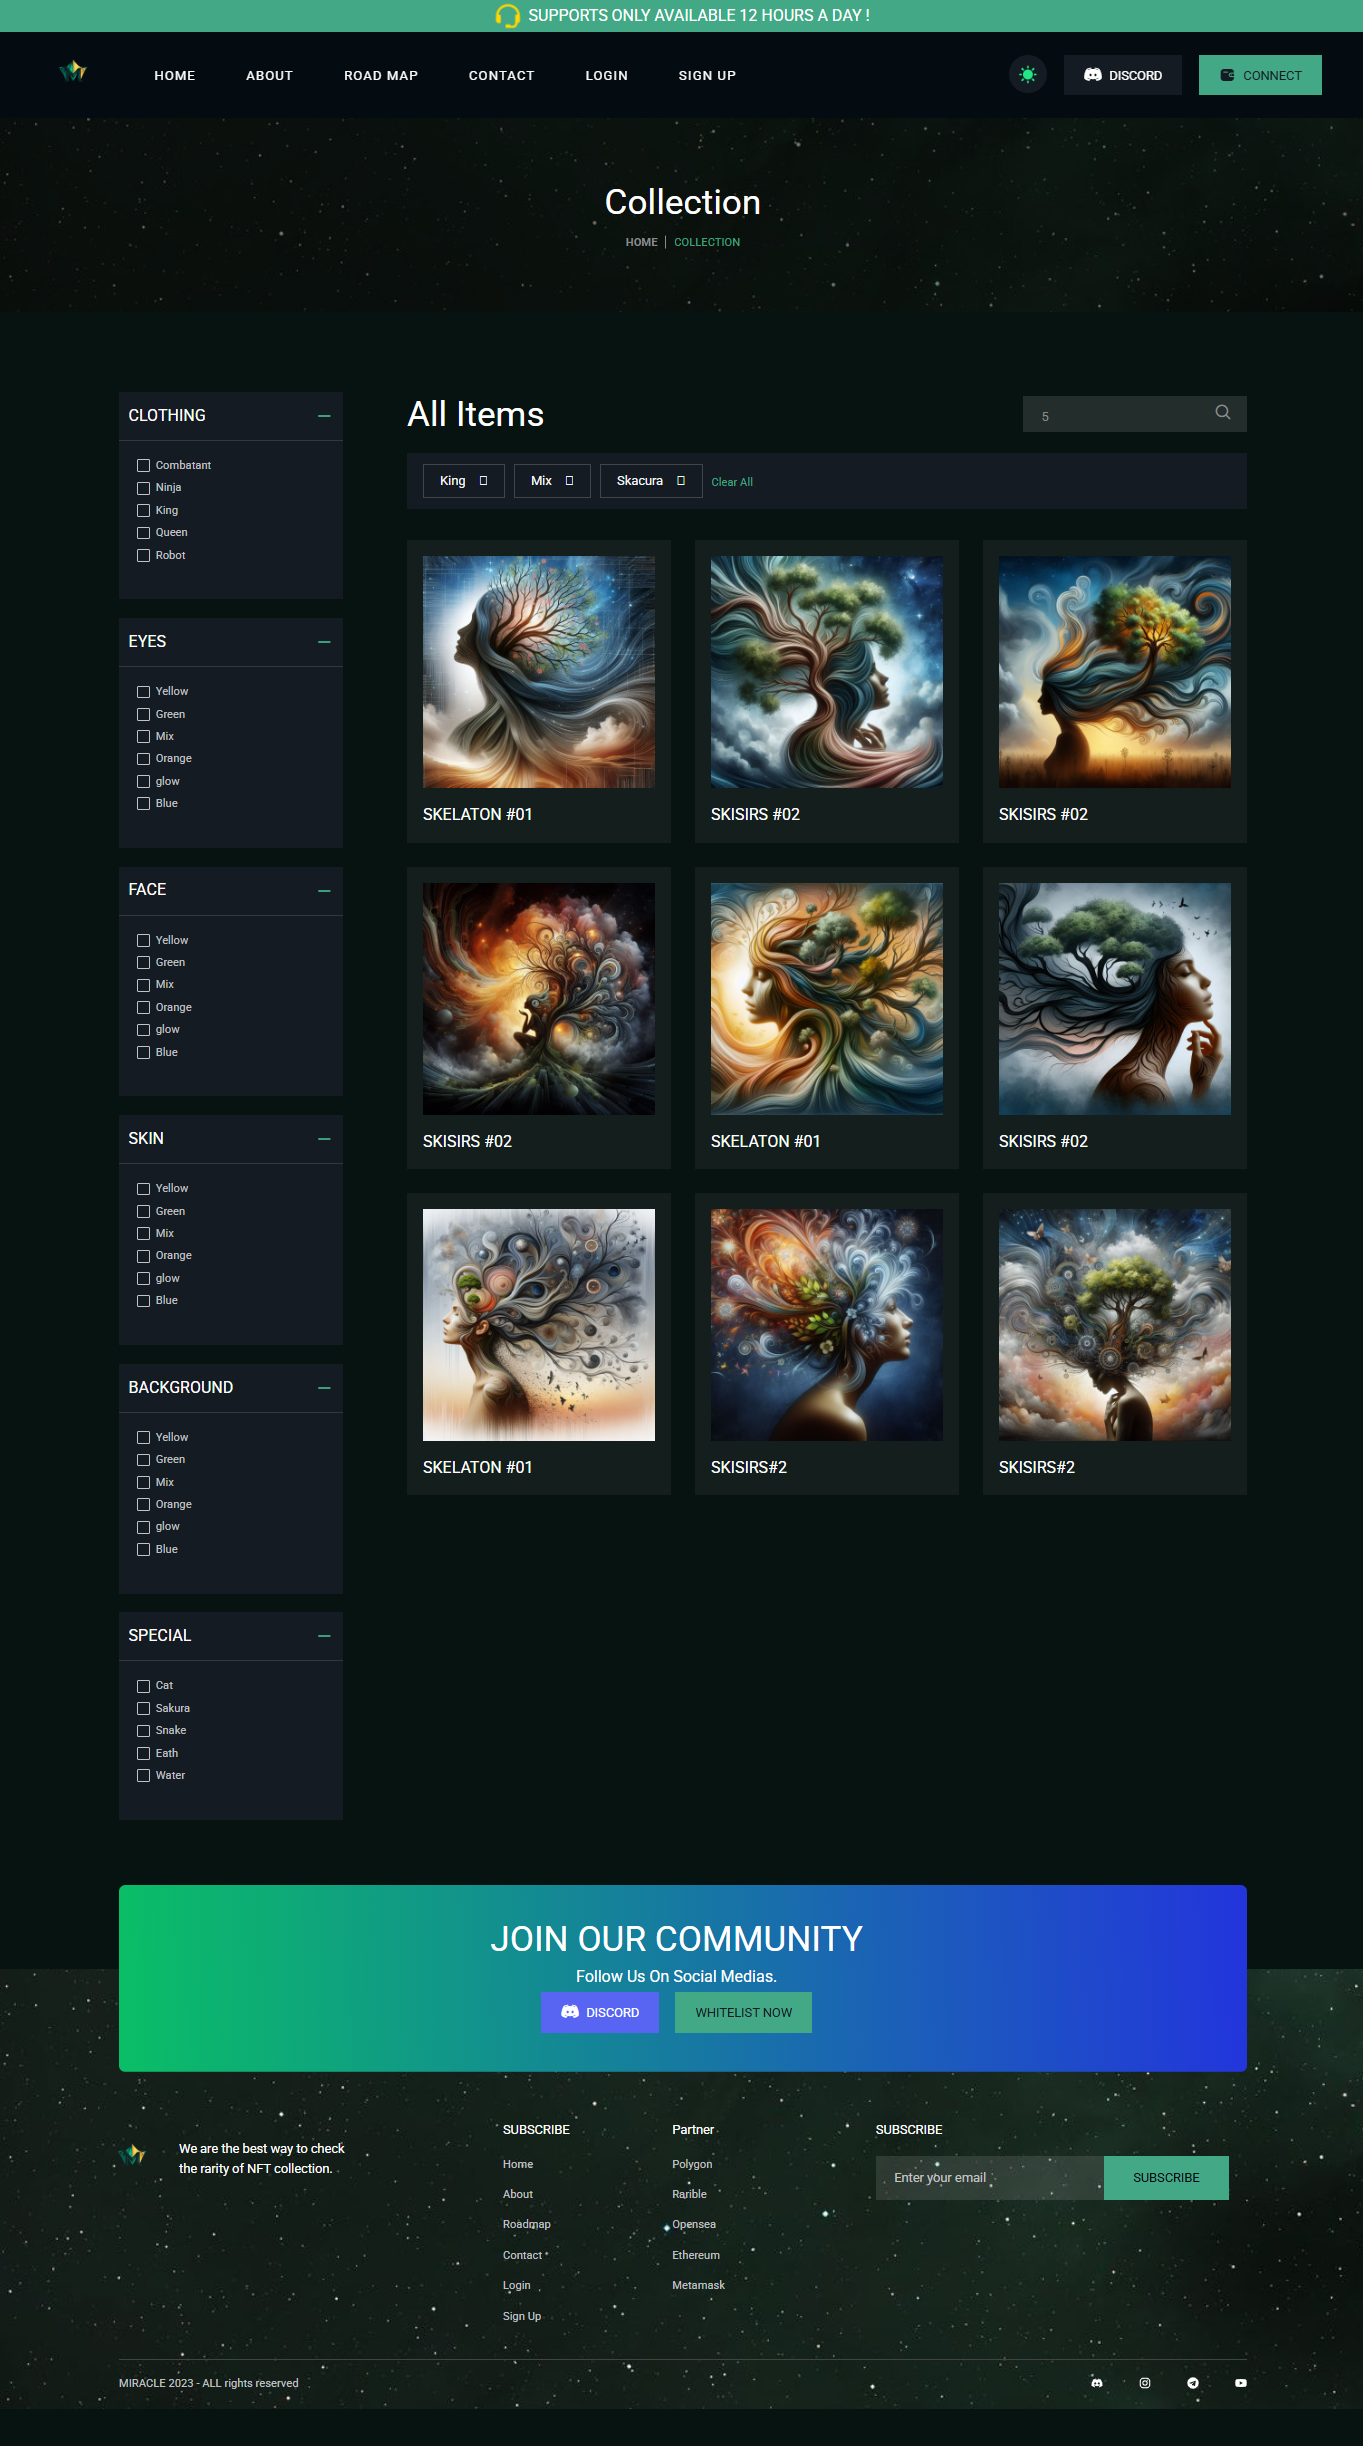 SUPPORTS ONLY AVAILABLE 12 HOURS A DAY !
HOME
ABOUT
ROAD MAP
CONTACT
LOGIN
SIGN UP
DISCORD
CONNECT
Collection
HOME
COLLECTION
CLOTHING
Combatant
Ninja
King
Queen
Robot
EYES
Yellow
Green
Mix
Orange
glow
Blue
FACE
Yellow
Green
Mix
Orange
glow
Blue
SKIN
Yellow
Green
Mix
Orange
glow
Blue
BACKGROUND
Yellow
Green
Mix
Orange
glow
Blue
SPECIAL
Cat
Sakura
Snake
Eath
Water
All Items
5
King
Mix
Skacura
Clear All
SKELATON #01
SKISIRS #02
SKISIRS #02
SKISIRS #02
SKELATON #01
SKISIRS #02
SKELATON #01
SKISIRS#2
SKISIRS#2
JOIN OUR COMMUNITY
Follow Us On Social Medias.
DISCORD
WHITELIST NOW
We are the best way to check
the rarity of NFT collection.
SUBSCRIBE
Home
About
Roadmap
Contact
Login
Sign Up
Partner
Polygon
Rarible
Opensea
Ethereum
Metamask
SUBSCRIBE
Enter your email
SUBSCRIBE
MIRACLE 2023 - ALL rights reserved